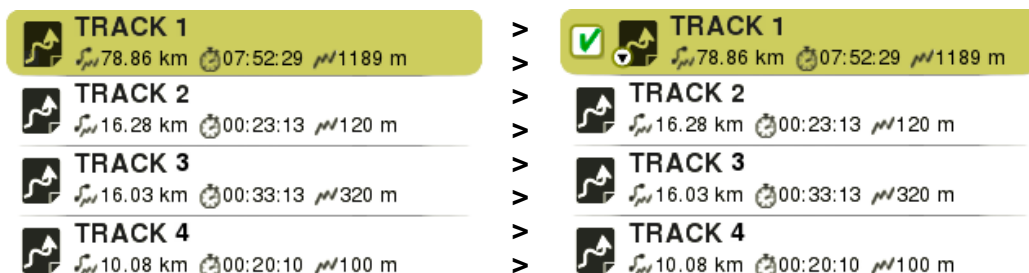 TRACK 1
78.86 km 07:52:29 1189 m
TRACK 2
16.28 km 00:23:13 120 m
TRACK 3
16.03 km 00:33:13 320 m
TRACK 4
10.08 km 00:20:10 100 m
>
>
>
>
>
>
>
>
TRACK 1
78.86 km 07:52:29 1189 m
TRACK 2
16.28 km 00:23:13 120 m
TRACK 3
16.03 km 00:33:13 320 m
TRACK 4
10.08 km 00:20:10 100 m